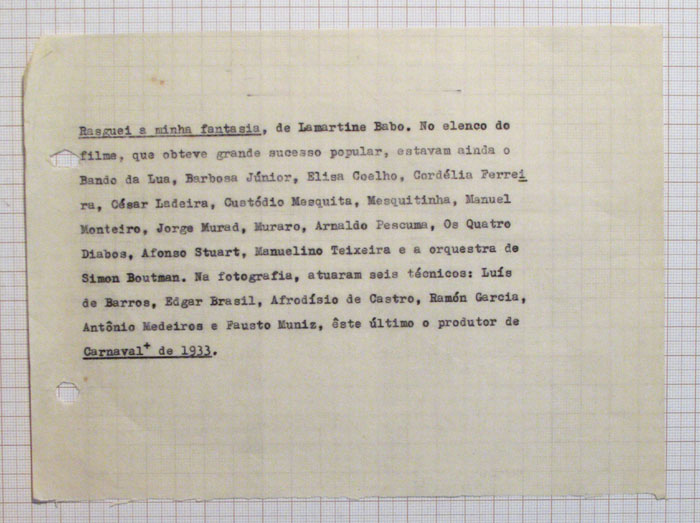 Rasguei a minha fantasia, de Lamartine Babo. No elenco do
filme, que obteve grande sucesso popular, estavam ainda o
Bando da Lua, Barbosa Júnior, Elisa Coelho, Cordélia Ferrei
ra, César Ladeira, Custódio Mesquita, Mesquitinha, Manuel
Monteiro, Jorge Murad, Muraro, Arnaldo Pescuma, Os Quatro
Diabos, Afonso Stuart, Manuelino Teixeira e a orquestra de
Simon Boutman. Na fotografia, atuaram seis técnicos: Luís
de Barros, Edgar Brasil, Afrodísio de Castro, Ramón Garcia,
Antônio Medeiros e Fausto Muniz, êste último o produtor de
Carnaval+ de 1933.